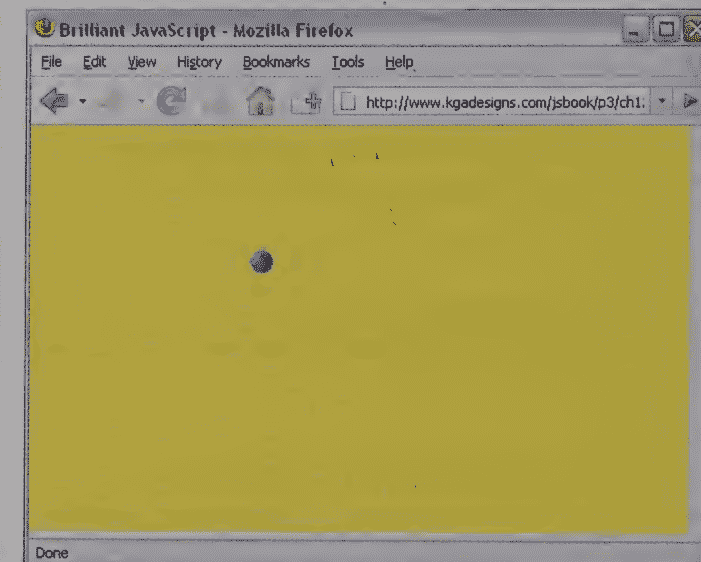 Brilliant JavaScript - Mozilla Firefox
File Edit View History Bookmarks Tools Help
http://www.kgadesigns.com/jsbook/p3/ch1:
Done